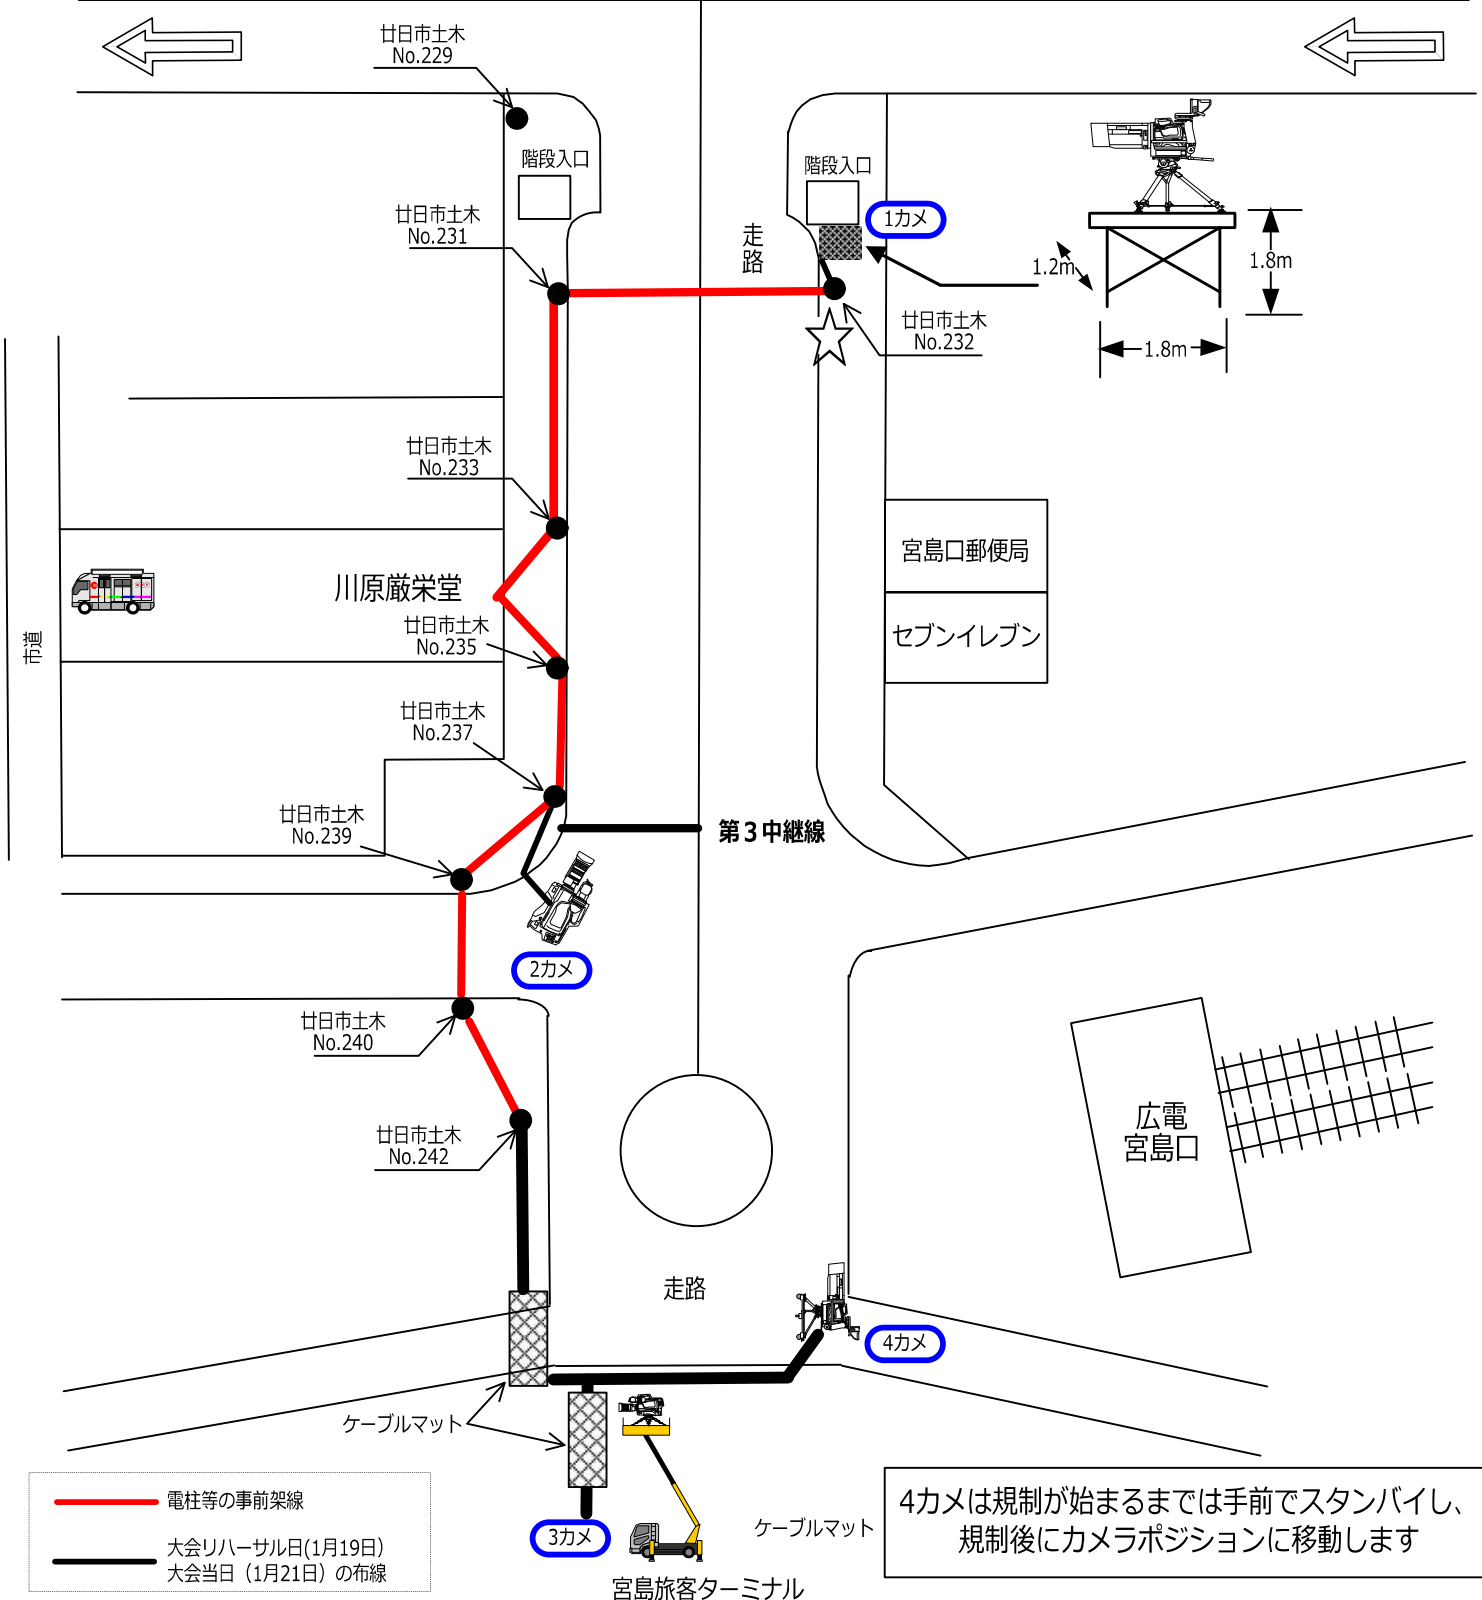 廿日市土木
No.229
階段入口
階段入口
廿日市土木
No.231
1カメ
走路
1.2m
1.8m
廿日市土木
No.232
1.8m
廿日市土木
No.233
宮島口郵便局
川原厳栄堂
廿日市土木
No.235
セブンイレブン
市道
廿日市土木
No.237
廿日市土木
No.239
第3中継線
2カメ
廿日市土木
No.240
広電
宮島口
廿日市土木
No.242
走路
4カメ
ケーブルマット
電柱等の事前架線
大会リハーサル日(1月19日)
大会当日（1月21日）の布線
3カメ
ケーブルマット
宮島旅客ターミナル
4カメは規制が始まるまでは手前でスタンバイし、
規制後にカメラポジションに移動します